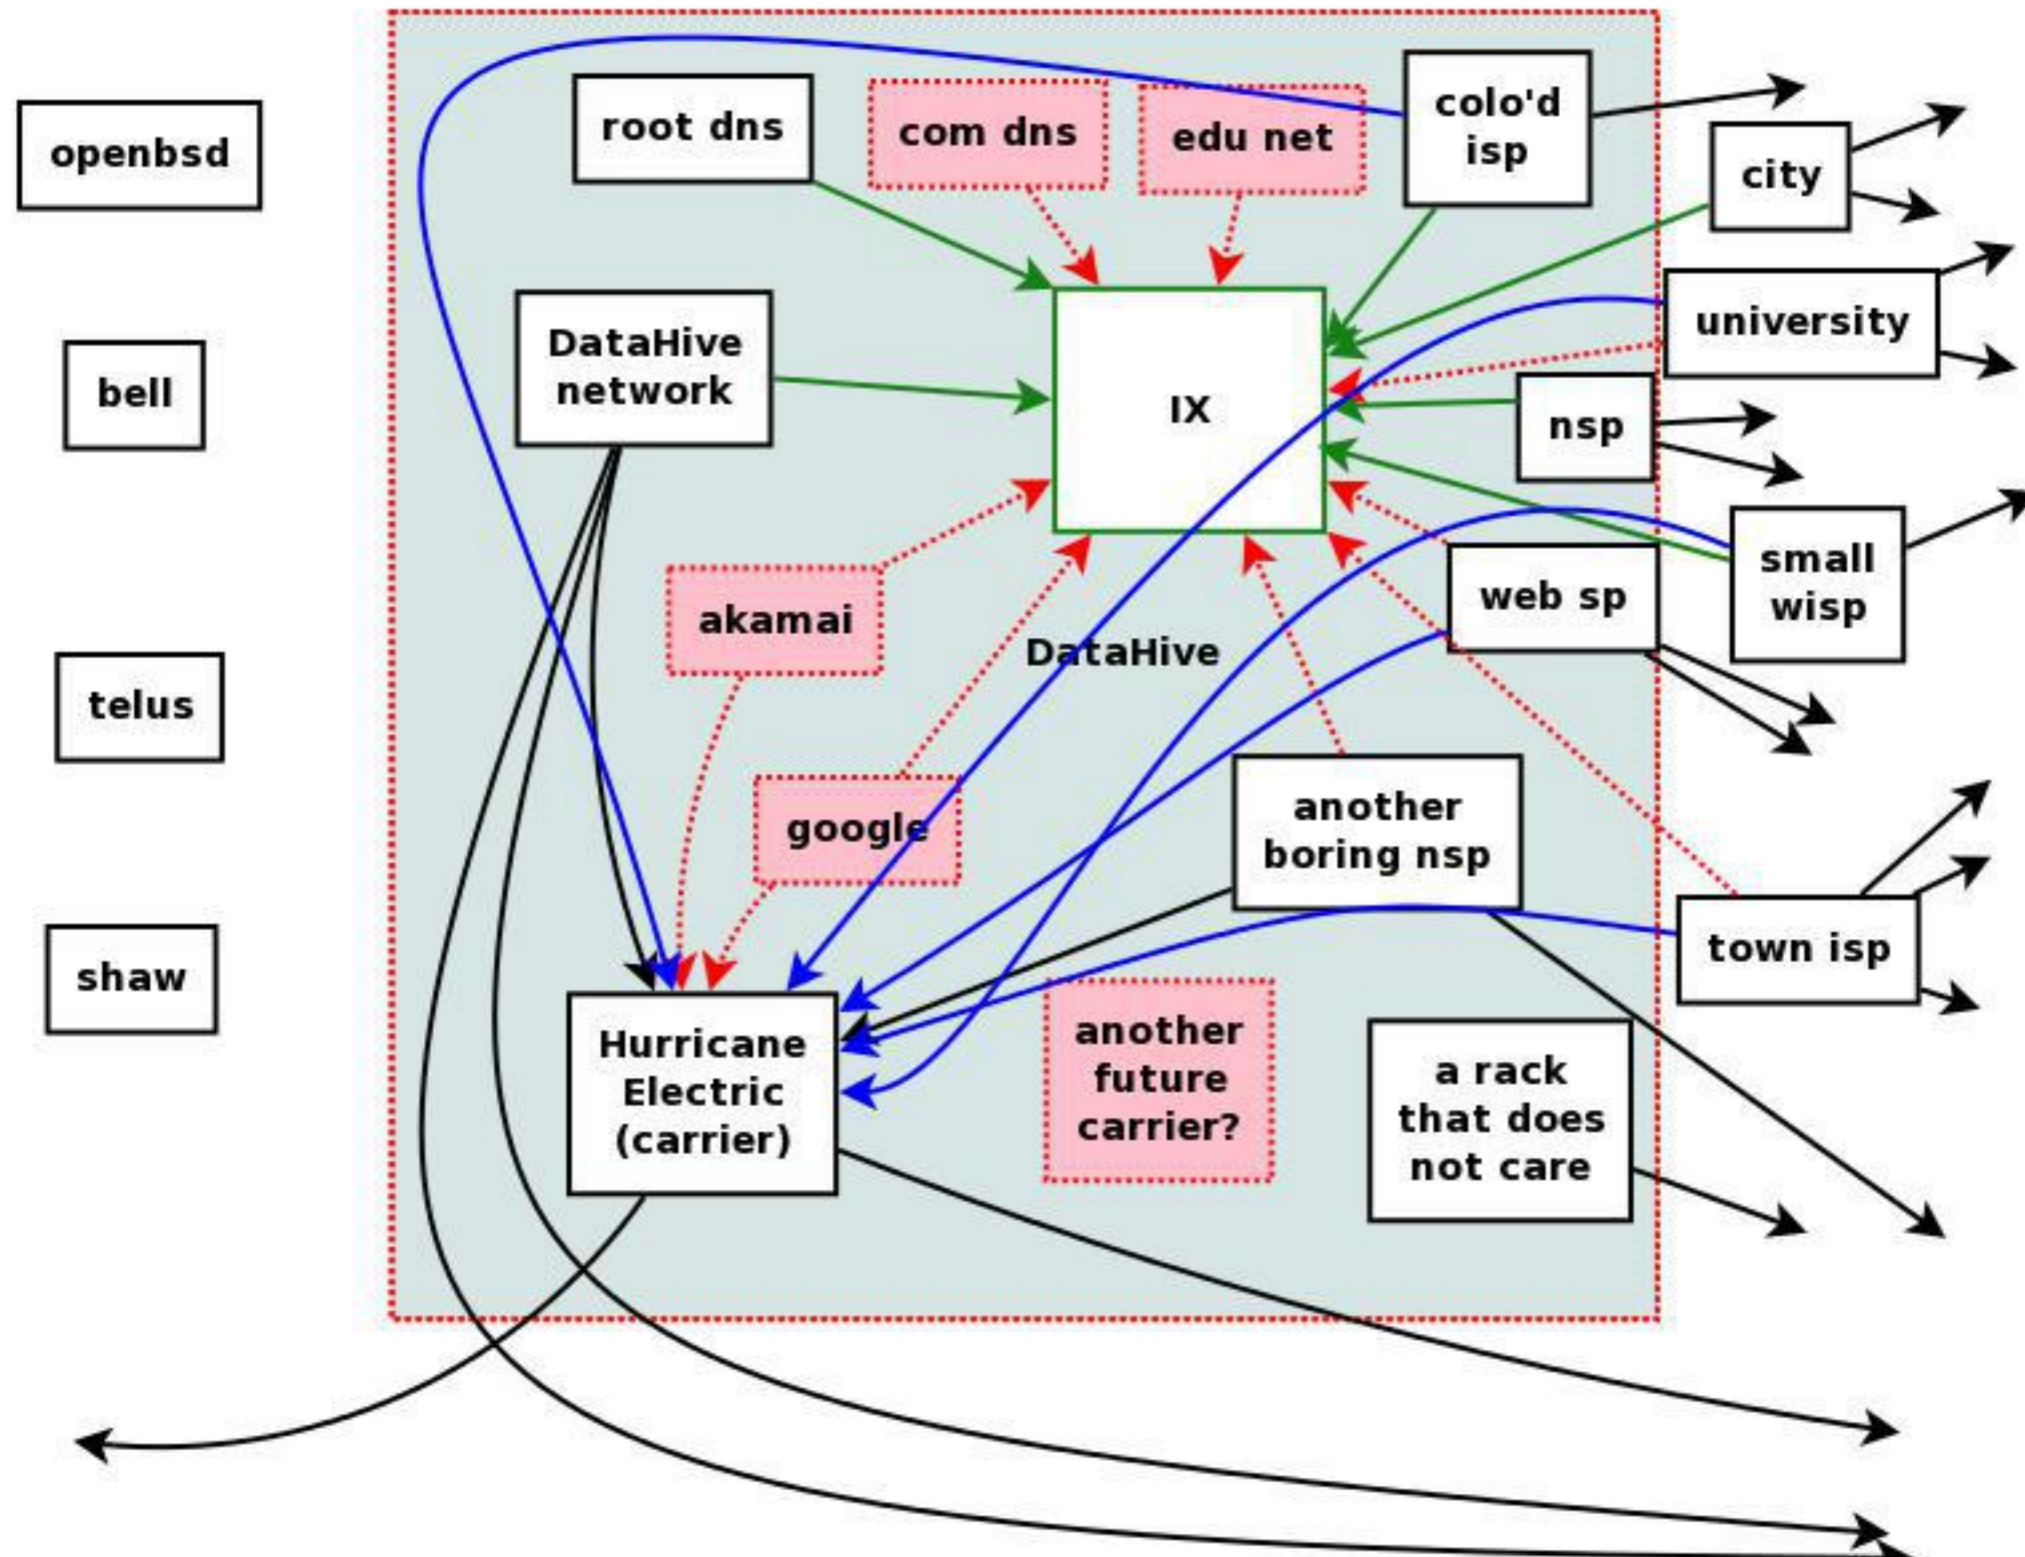 root dns
com dns
edu net
colo'd
isp
openbsd
city
DataHive
network
university
bell
IX
nsp
akamai
DataHive
web sp
small
wisp
telus
google
another
boring nsp
town isp
shaw
Hurricane
Electric
(carrier)
another
future
carrier?
a rack
that does
not care